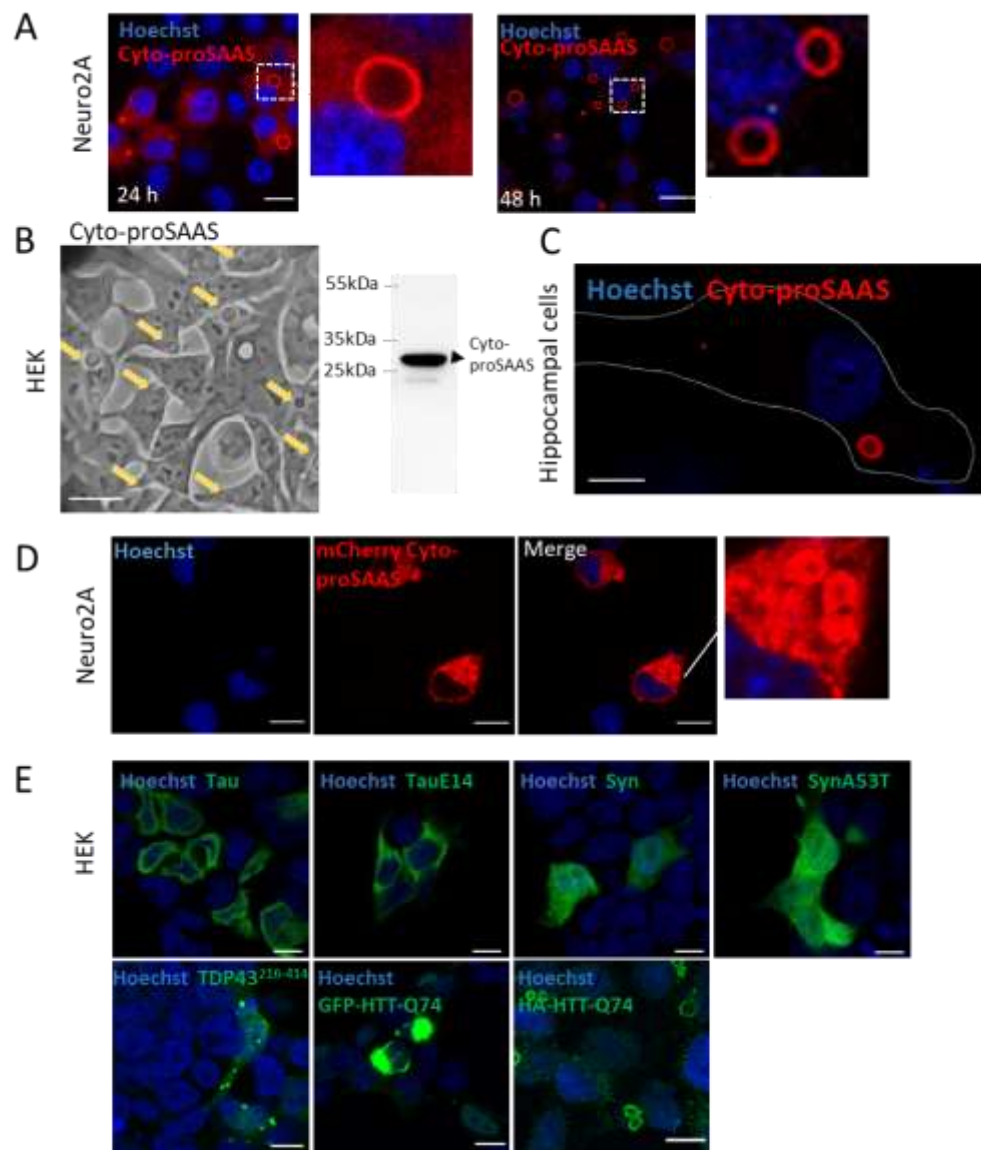 A
Neuro2A
Hoechst
Cyto-proSAAS
24 h
Hoechst
Cyto-proSAAS
48 h
B
Cyto-proSAAS
HEK
55kDa
35kDa
25kDa
Cyto-
proSAAS
C
Hippocampal cells
Hoechst Cyto-proSAAS
D
Neuro2A
Hoechst
mCherry Cyto-
proSAAS
Merge
E
HEK
Hoechst Tau
Hoechst TauE14
Hoechst Syn
Hoechst SynA53T
Hoechst TDP43²¹⁶⁻⁴¹⁴
Hoechst
GFP-HTT-Q74
Hoechst
HA-HTT-Q74